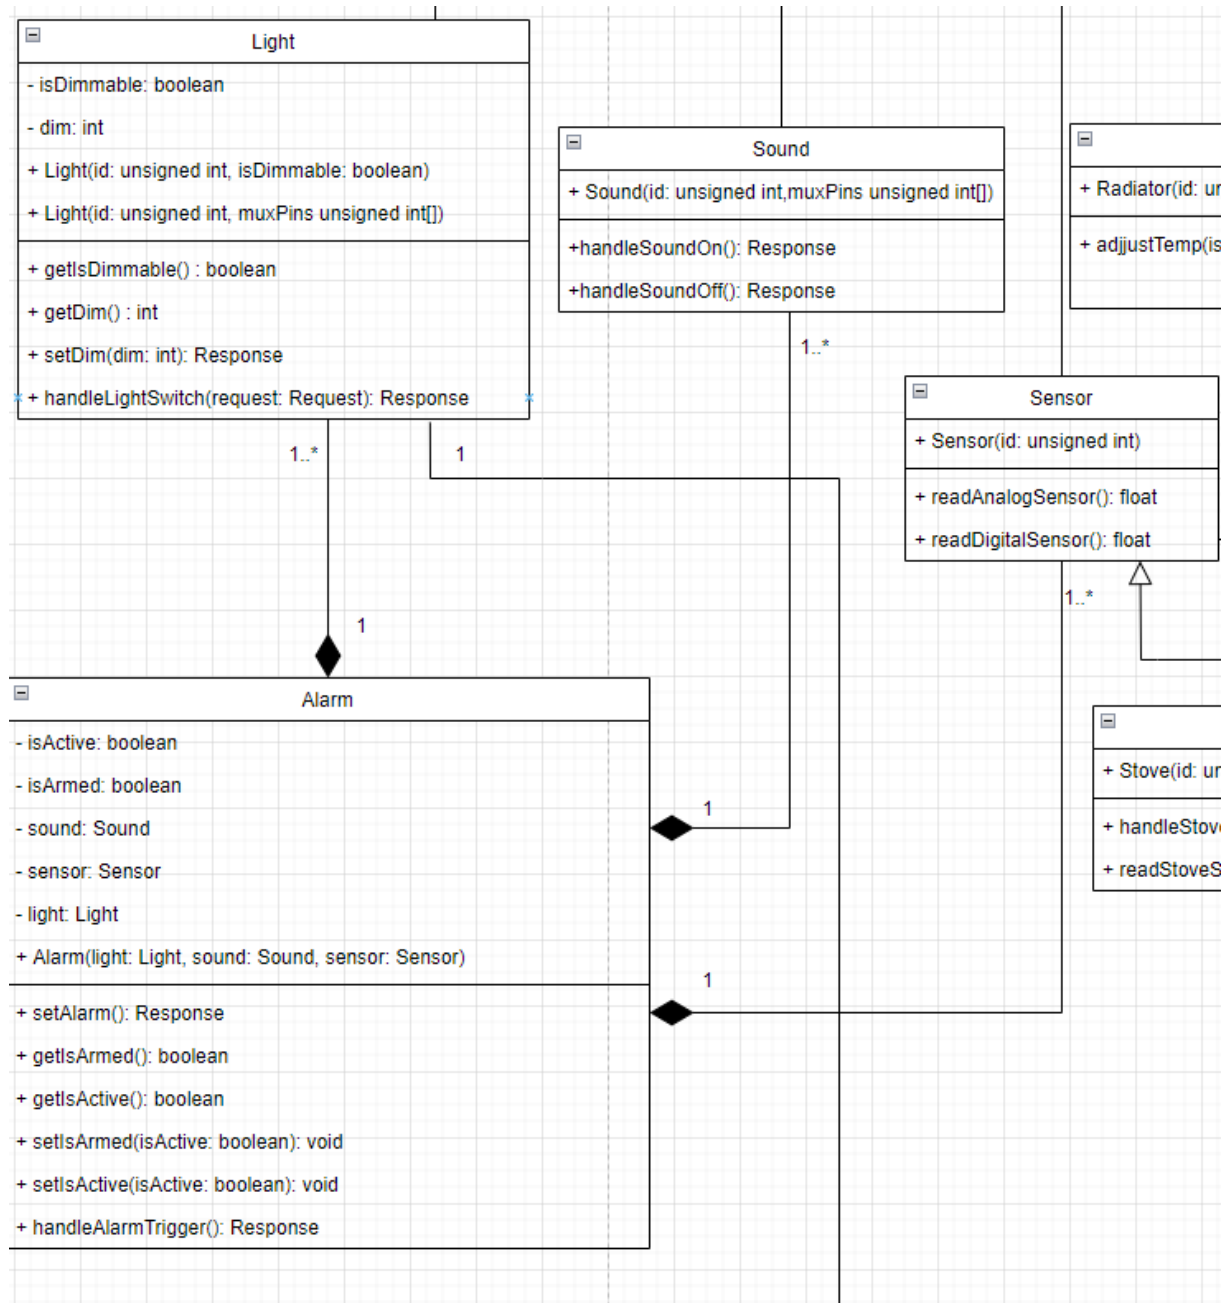 Light
- isDimmable: boolean
- dim: int
+ Light(id: unsigned int, isDimmable: boolean)
+ Light(id: unsigned int, muxPins unsigned int[])
+ getIsDimmable() : boolean
+ getDim() : int
+ setDim(dim: int): Response
+ handleLightSwitch(request: Request): Response
1..*
1
1
Sound
+ Sound(id: unsigned int,muxPins unsigned int[])
+handleSoundOn(): Response
+handleSoundOff(): Response
1..*
+ Radiator(id: un
+ adjjustTemp(is
Sensor
+ Sensor(id: unsigned int)
+ readAnalogSensor(): float
+ readDigitalSensor(): float
1..*
Alarm
- isActive: boolean
- isArmed: boolean
- sound: Sound
- sensor: Sensor
- light: Light
+ Alarm(light: Light, sound: Sound, sensor: Sensor)
+ setAlarm(): Response
+ getIsArmed(): boolean
+ getIsActive(): boolean
+ setIsArmed(isActive: boolean): void
+ setIsActive(isActive: boolean): void
+ handleAlarmTrigger(): Response
1
1
+ Stove(id: un
+ handleStove
+ readStoveS